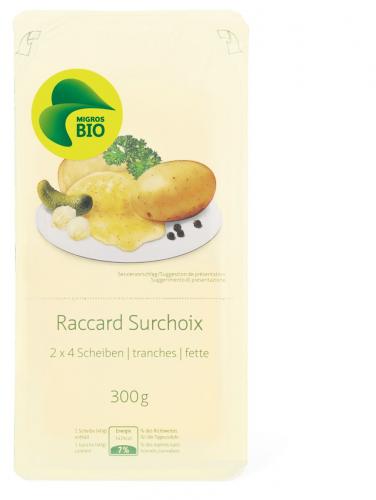 MIGROS
BIO
Serviervorschlag/Suggestion de présentation
Suggerimento di presentazione
Raccard Surchoix
2 x 4 Scheiben | tranches | fette
300g
Energie
7%